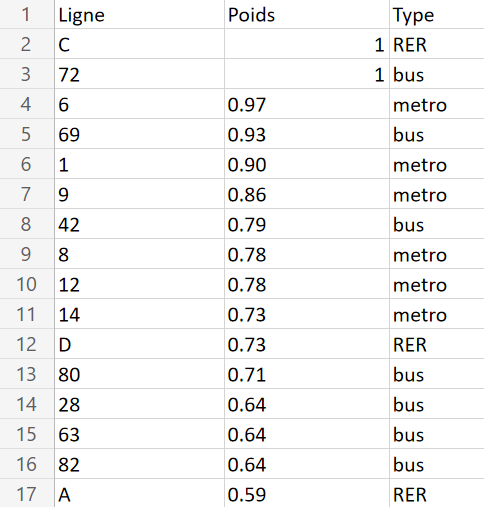 1 Ligne Poids Type
2 C 1 RER
3 72 1 bus
4 6 0.97 metro
5 69 0.93 bus
6 1 0.90 metro
7 9 0.86 metro
8 42 0.79 bus
9 8 0.78 metro
10 12 0.78 metro
11 14 0.73 metro
12 D 0.73 RER
13 80 0.71 bus
14 28 0.64 bus
15 63 0.64 bus
16 82 0.64 bus
17 A 0.59 RER